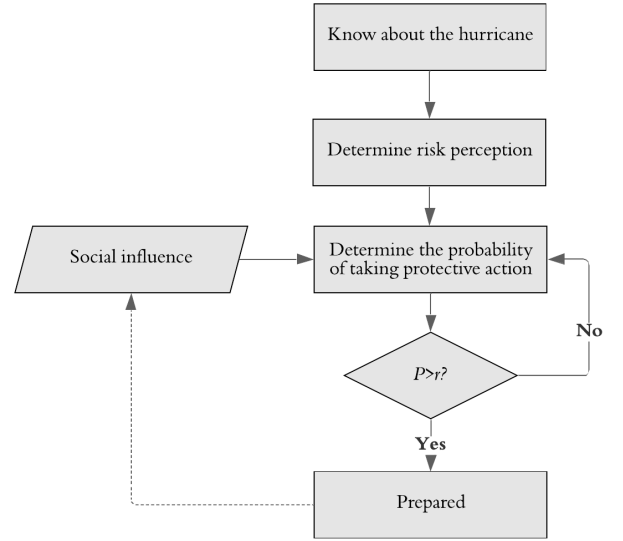 Know about the hurricane
Determine risk perception
Social influence
Determine the probability
of taking protective action
No
P>r?
Yes
Prepared